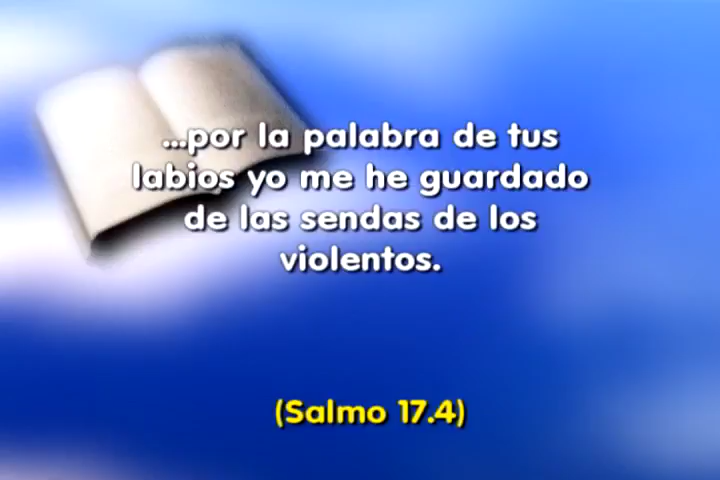 ...por la palabra de tus
labios yo me he guardado
de las sendas de los
violentos.
(Salmo 17.4)